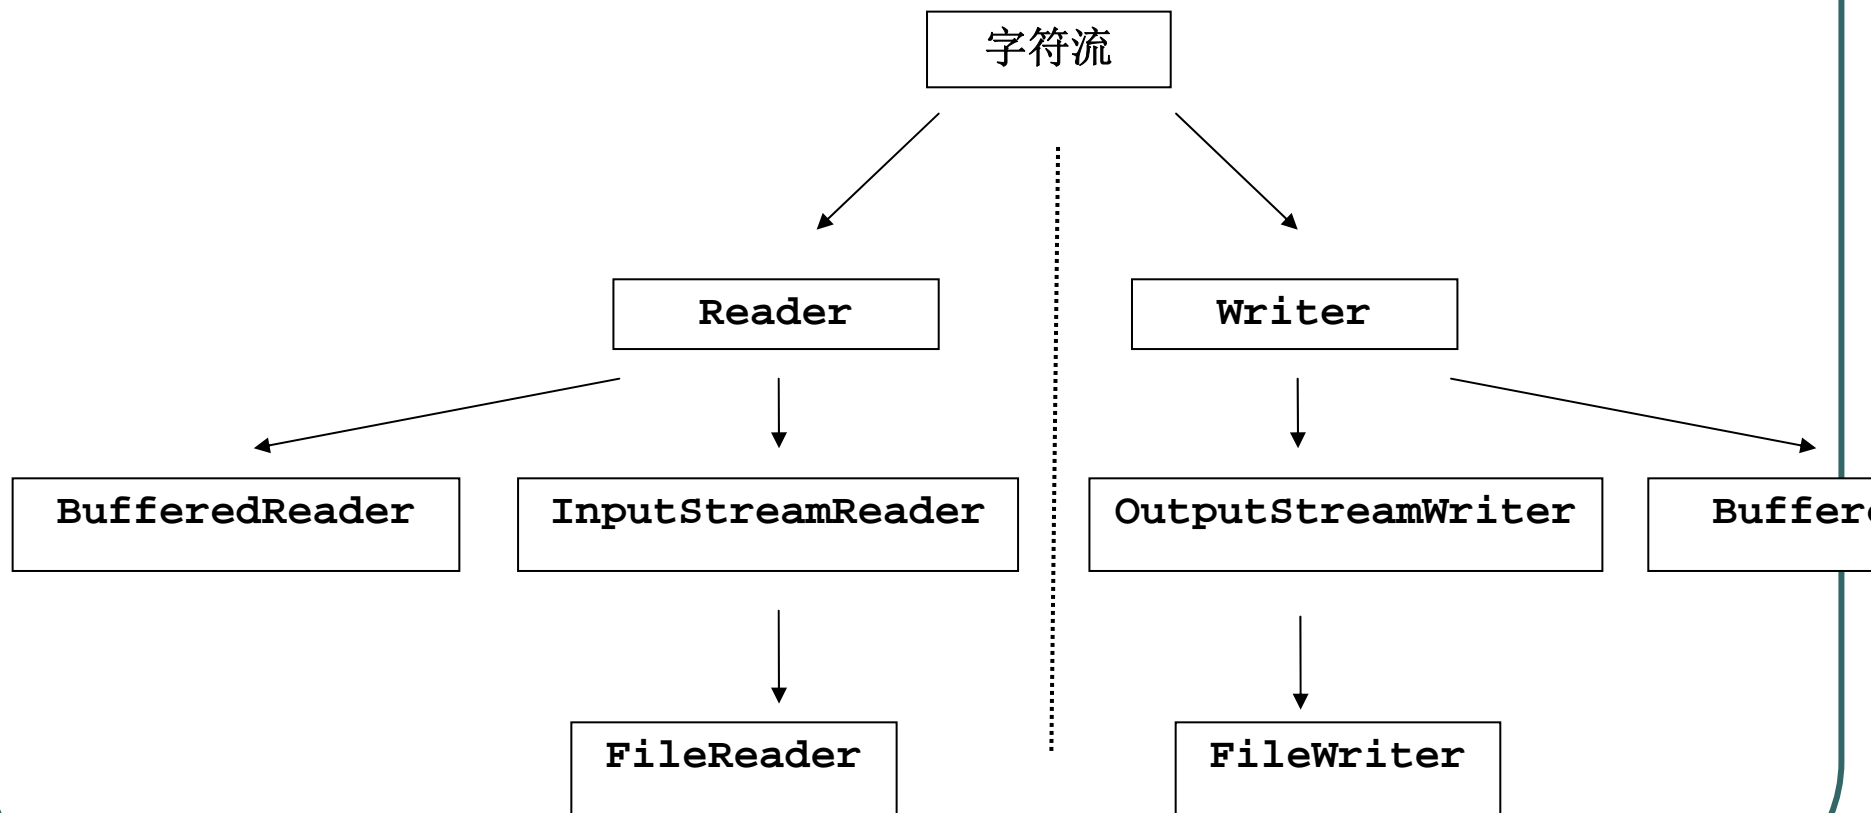 字符流
Reader
Writer
BufferedReader
InputStreamReader
OutputStreamWriter
FileReader
FileWriter